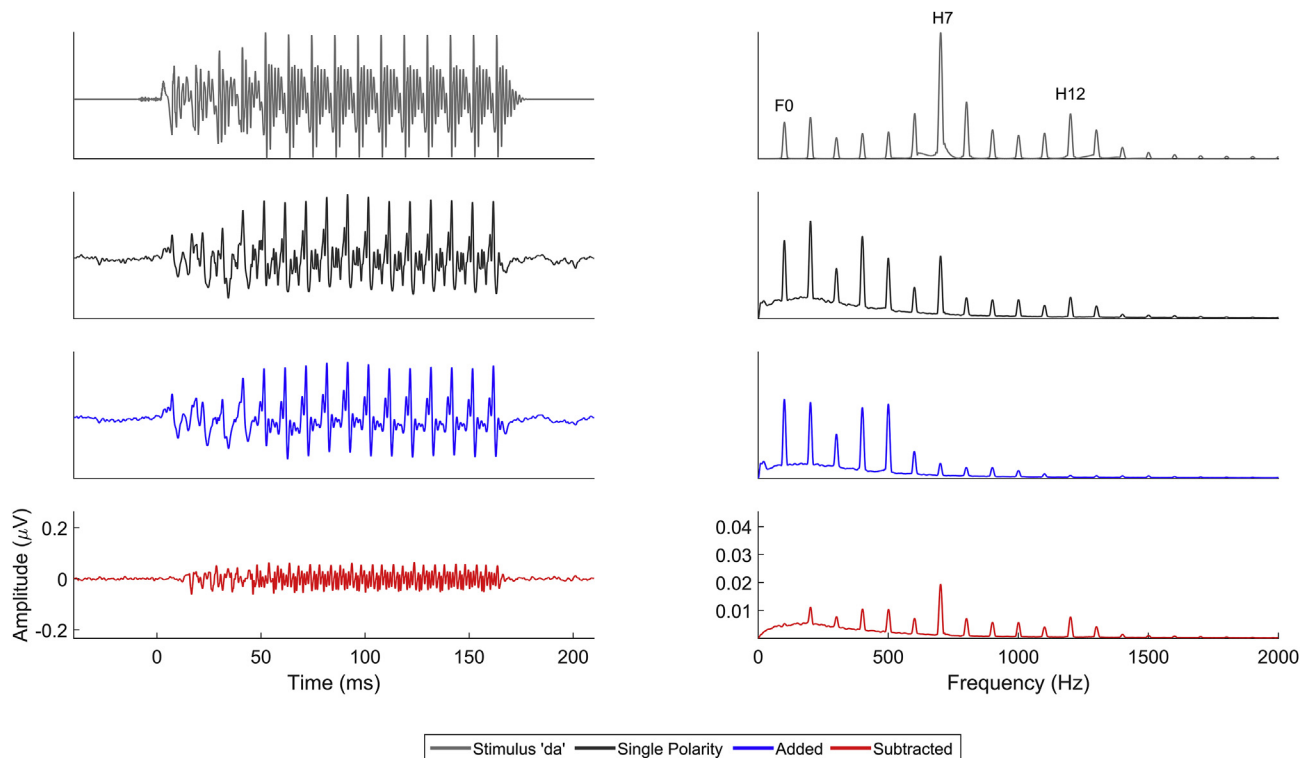 H7
F0
H12
Amplitude (μV)
0.2
0
-0.2
0 50 100 150 200
Time (ms)
0.04
0.03
0.02
0.01
0 500 1000 1500 2000
Frequency (Hz)
Stimulus 'da' Single Polarity Added Subtracted